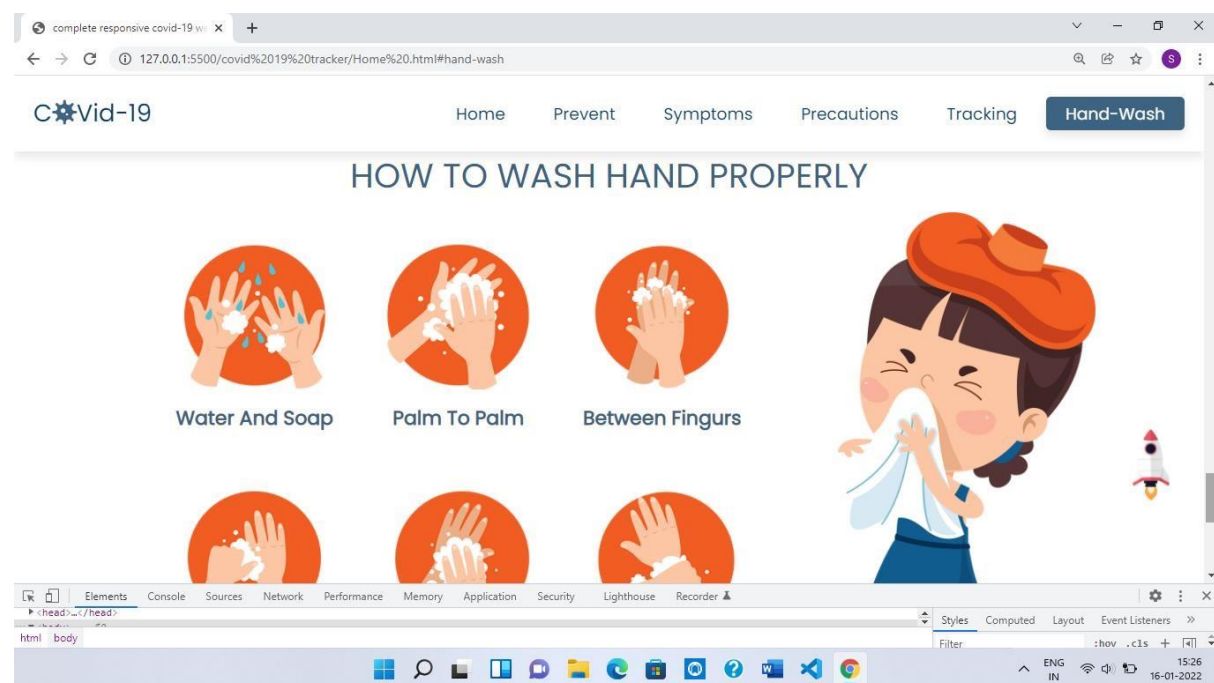 complete responsive covid-19 w
127.0.0.1:5500/covid%2019%20tracker/Home%20.html#hand-wash
S
CVid-19 Home Prevent Symptoms Precautions Tracking Hand-Wash
HOW TO WASH HAND PROPERLY
Water And Soap Palm To Palm Between Fingurs
Elements Console Sources Network Performance Memory Application Security Lighthouse Recorder
<head>…</head>
Styles Computed Layout Event Listeners
html body
Filter :hov .cls
ENG
IN
15:26
16-01-2022